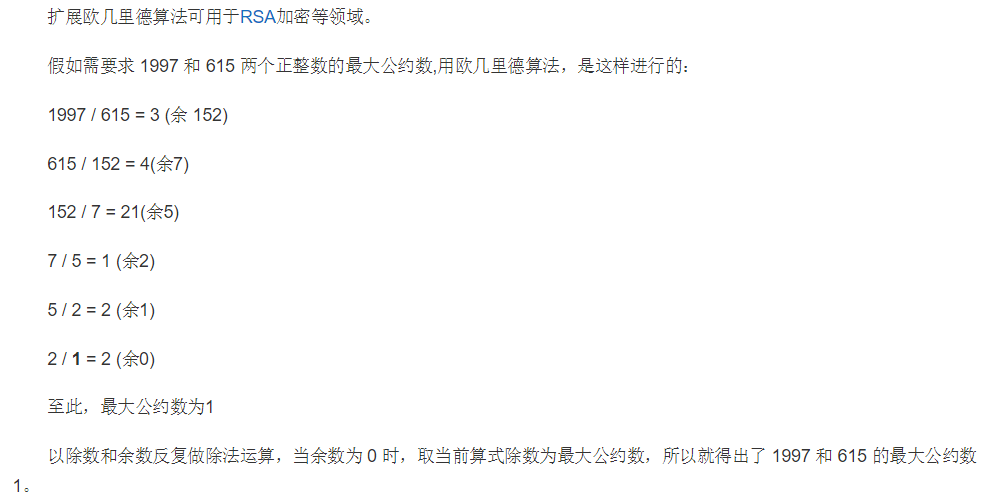 扩展欧几里德算法可用于RSA加密等领域。
假如需要求 1997 和 615 两个正整数的最大公约数,用欧几里德算法，是这样进行的：
1997 / 615 = 3 (余 152)
615 / 152 = 4(余7)
152 / 7 = 21(余5)
7 / 5 = 1 (余2)
5 / 2 = 2 (余1)
2 / 1 = 2 (余0)
至此，最大公约数为1
以除数和余数反复做除法运算，当余数为 0 时，取当前算式除数为最大公约数，所以就得出了 1997 和 615 的最大公约数
1。